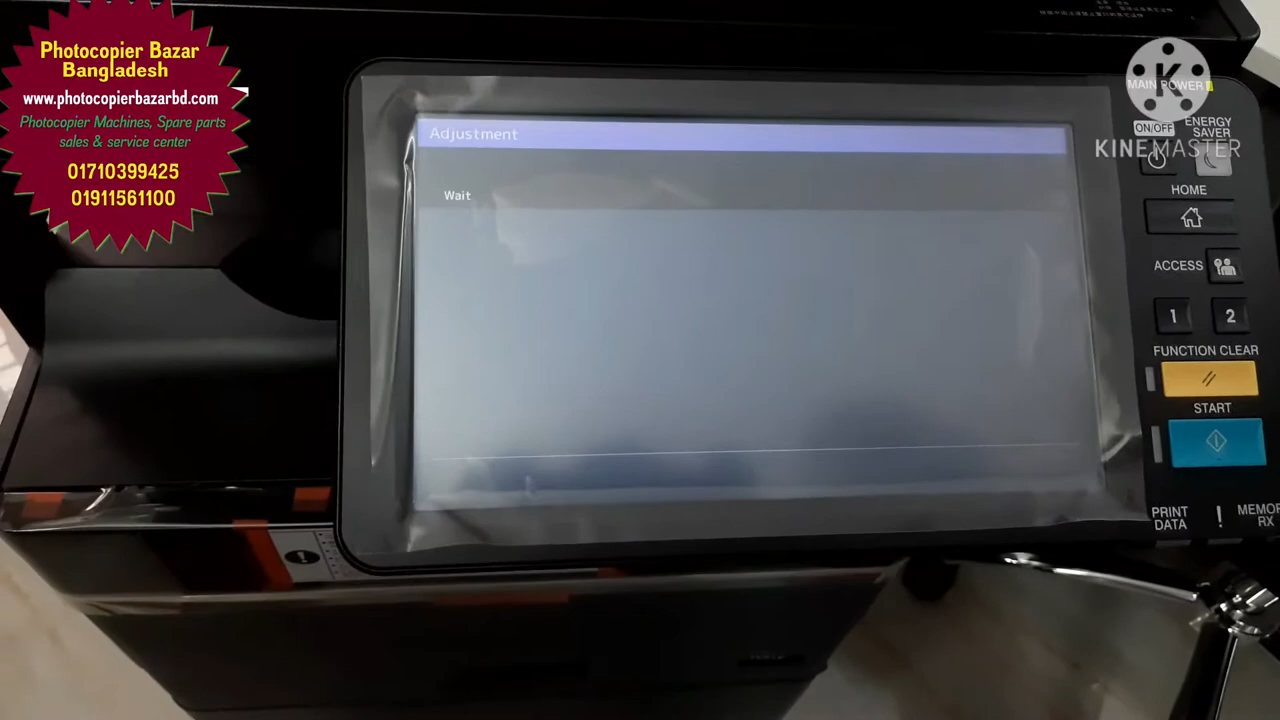 Photocopier Bazar
Bangladesh
www.photocopierbazarbd.com
Photocopier Machines, Spare parts
sales & service center
01710399425
01911561100
Adjustment
Wait
MAIN POWER
K
KINEMASTER
ON/OFF
ENERGY
SAVER
HOME
ACCESS
1
2
FUNCTION CLEAR
START
PRINT
DATA
!
MEMOR
RX